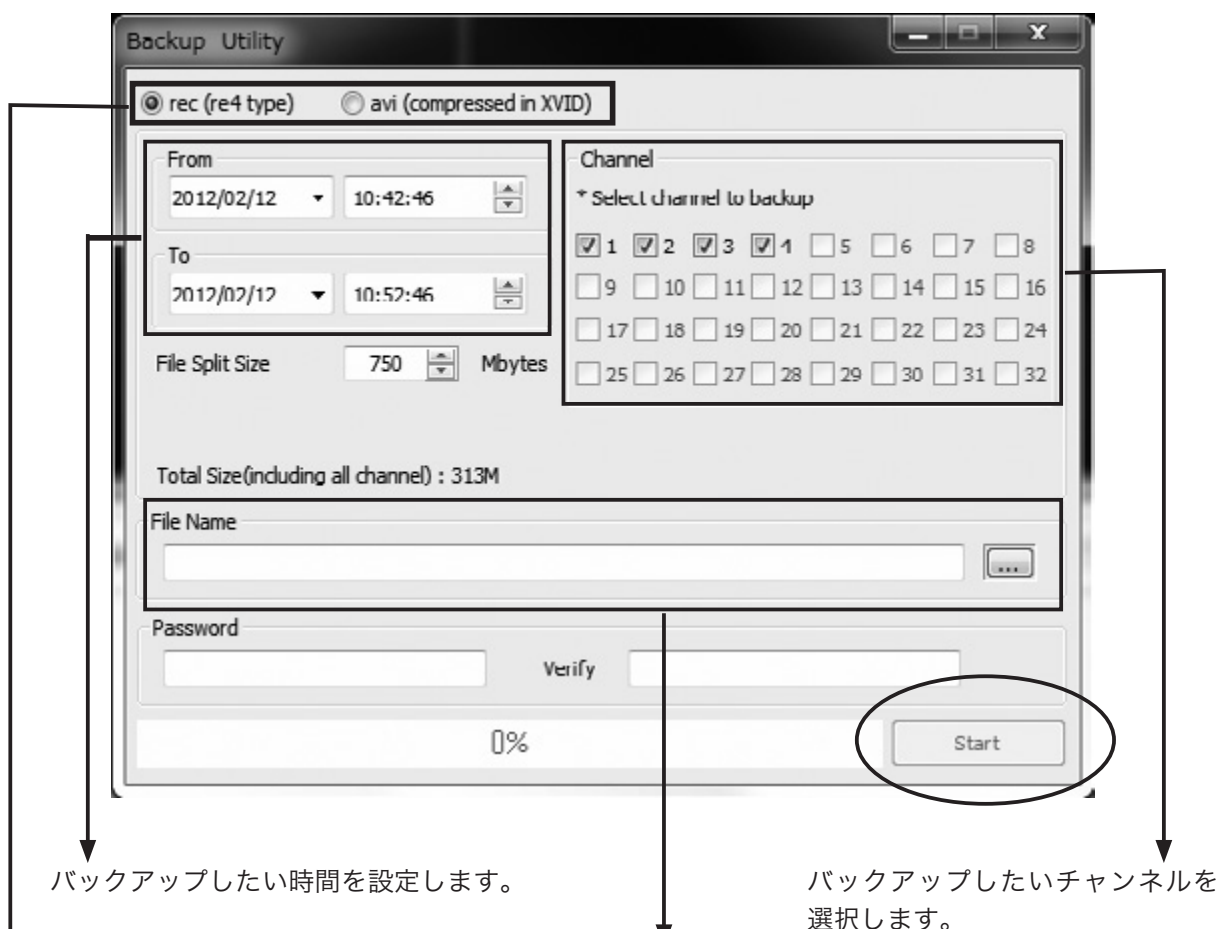 Backup Utility
rec (re4 type) avi (compressed in XVID)
From
2012/02/12 10:42:46
To
2012/02/12 10:52:46
File Split Size 750 Mbytes
Channel
* Select channel to backup
1 2 3 4 5 6 7 8
9 10 11 12 13 14 15 16
17 18 19 20 21 22 23 24
25 26 27 28 29 30 31 32
Total Size(including all channel) : 313M
File Name
...
Password
Verify
0% Start
バックアップしたい時間を設定します。
バックアップしたいチャンネルを
選択します。